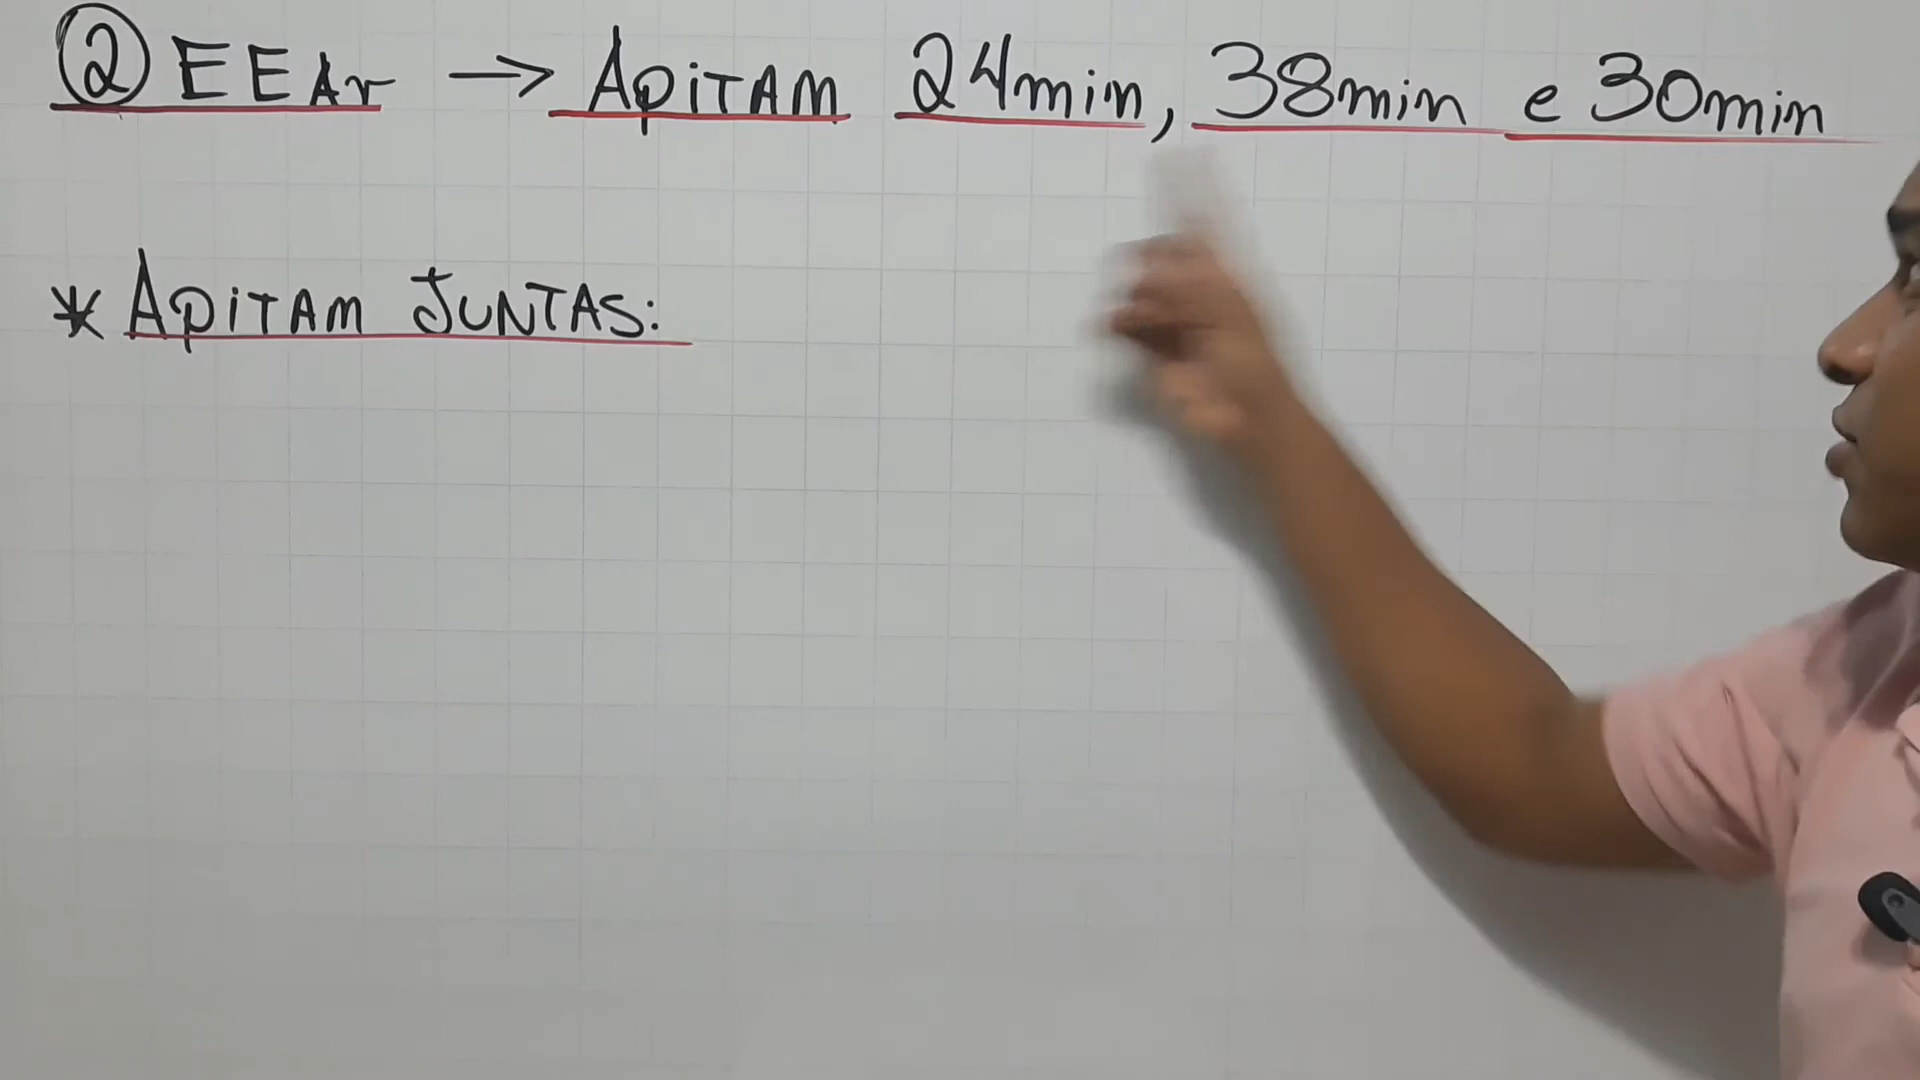 ② EEAr → Apitam 24min, 38min e 30min
* Apitam Juntas: